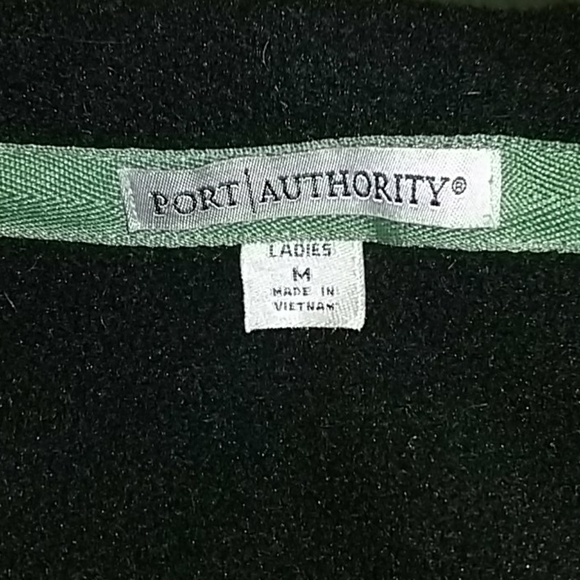 PORT|AUTHORITY®
LADIES
M
MADE IN
VIETNAM